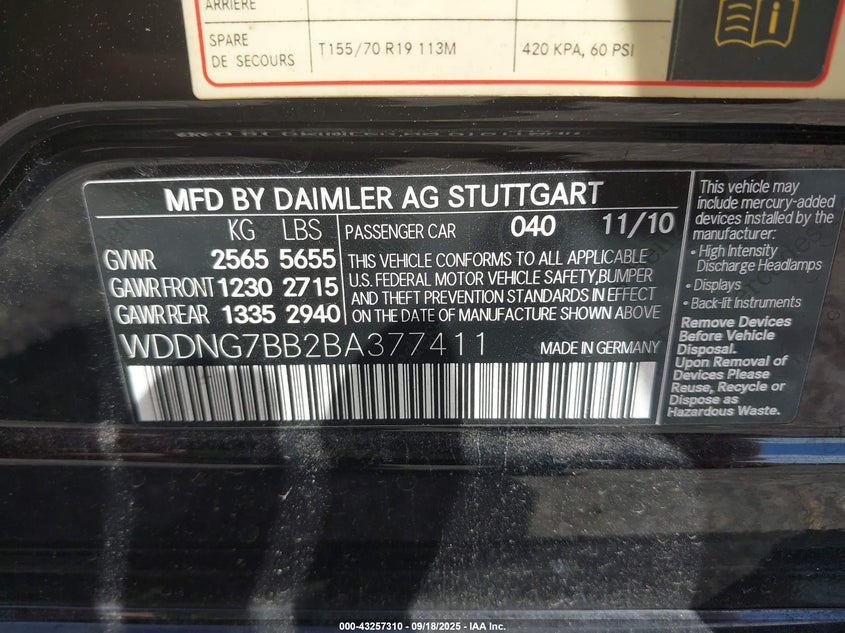 ARRIÈRE
SPARE
DE SECOURS
T155/70 R19 113M
420 KPA, 60 PSI
MFD BY DAIMLER AG STUTTGART
KG LBS
GVWR 2565 5655
GAWR FRONT 1230 2715
GAWR REAR 1335 2940
PASSENGER CAR 040 11/10
THIS VEHICLE CONFORMS TO ALL APPLICABLE
U.S. FEDERAL MOTOR VEHICLE SAFETY,BUMPER
AND THEFT PREVENTION STANDARDS IN EFFECT
ON THE DATE OF MANUFACTURE SHOWN ABOVE
WDDNG7BB2BA377411 MADE IN GERMANY
This vehicle may
include mercury-added
devices installed by the
manufacturer:
• High Intensity
Discharge Headlamps
• Displays
• Back-lit Instruments
Remove Devices
Before Vehicle
Disposal.
Upon Removal of
Devices Please
Reuse, Recycle or
Dispose as
Hazardous Waste.
000-43257310 - 09/18/2025 - IAA Inc.